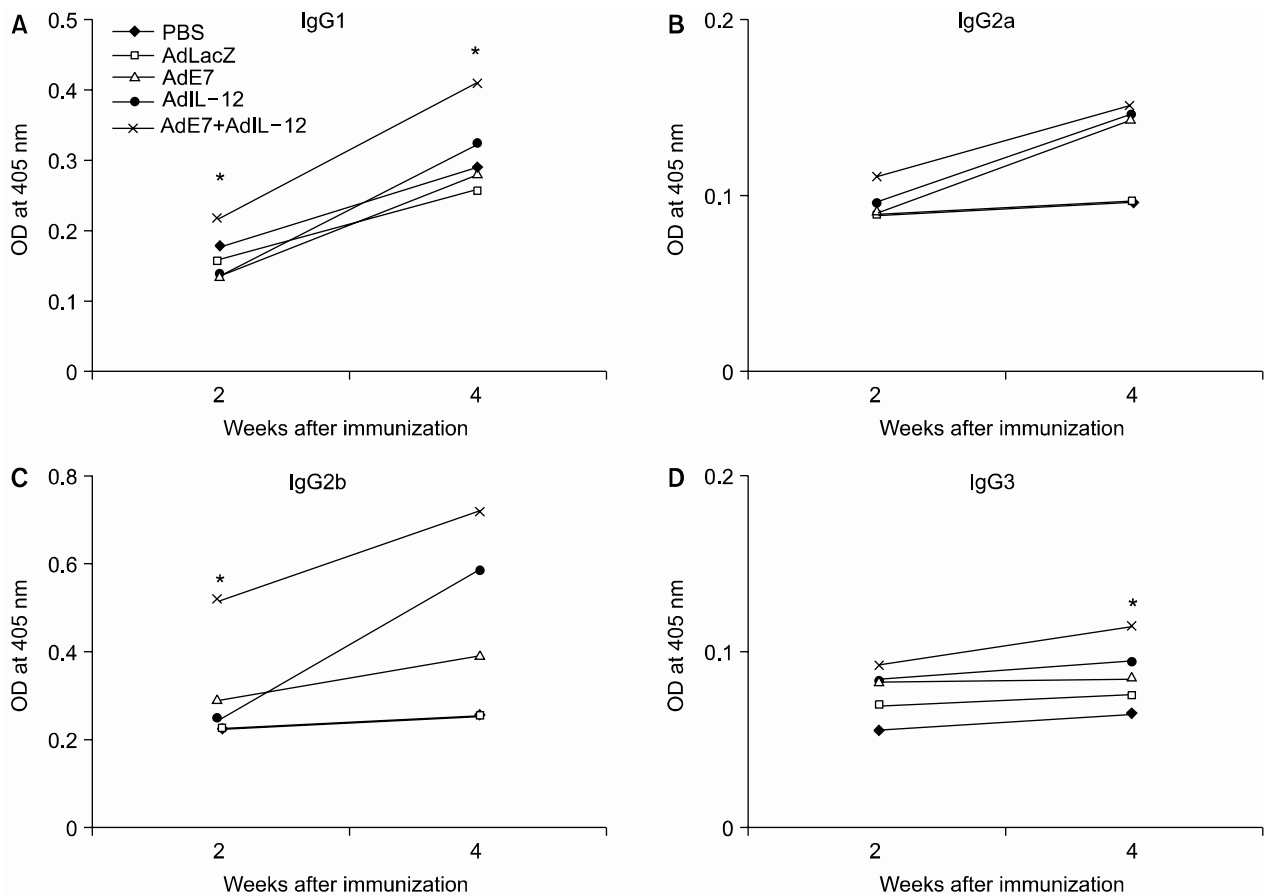 A
IgG1
0.5
0.4
0.3
0.2
0.1
0
OD at 405 nm
PBS
AdLacZ
AdE7
AdIL-12
AdE7+AdIL-12
*
*
2
4
Weeks after immunization
B
IgG2a
0.2
0.1
0
OD at 405 nm
2
4
Weeks after immunization
C
IgG2b
0.8
0.6
0.4
0.2
0
OD at 405 nm
*
2
4
Weeks after immunization
D
IgG3
0.2
0.1
0
OD at 405 nm
*
2
4
Weeks after immunization